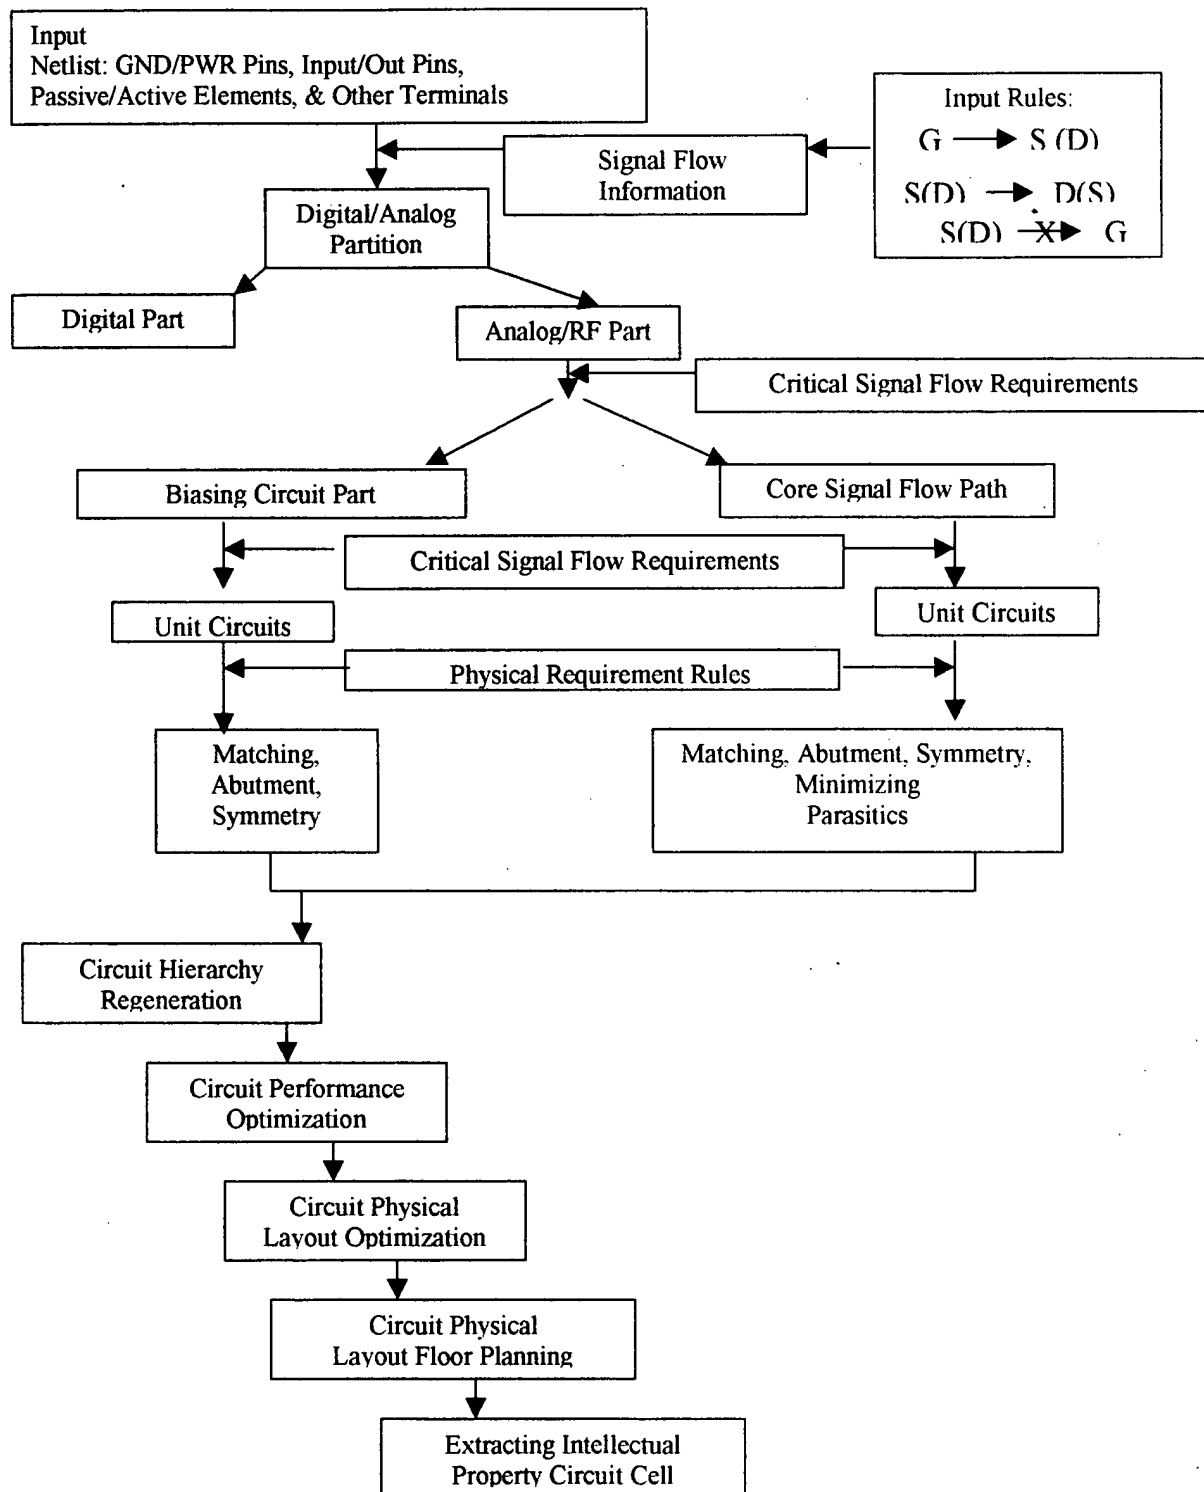 Input
Netlist: GND/PWR Pins, Input/Out Pins,
Passive/Active Elements, & Other Terminals
Input Rules:
G → S (D)
S(D) → D(S)
S(D) X→ G
Signal Flow
Information
Digital/Analog
Partition
Digital Part
Analog/RF Part
Critical Signal Flow Requirements
Biasing Circuit Part
Core Signal Flow Path
Critical Signal Flow Requirements
Unit Circuits
Unit Circuits
Physical Requirement Rules
Matching,
Abutment,
Symmetry
Matching, Abutment, Symmetry,
Minimizing
Parasitics
Circuit Hierarchy
Regeneration
Circuit Performance
Optimization
Circuit Physical
Layout Optimization
Circuit Physical
Layout Floor Planning
Extracting Intellectual
Property Circuit Cell